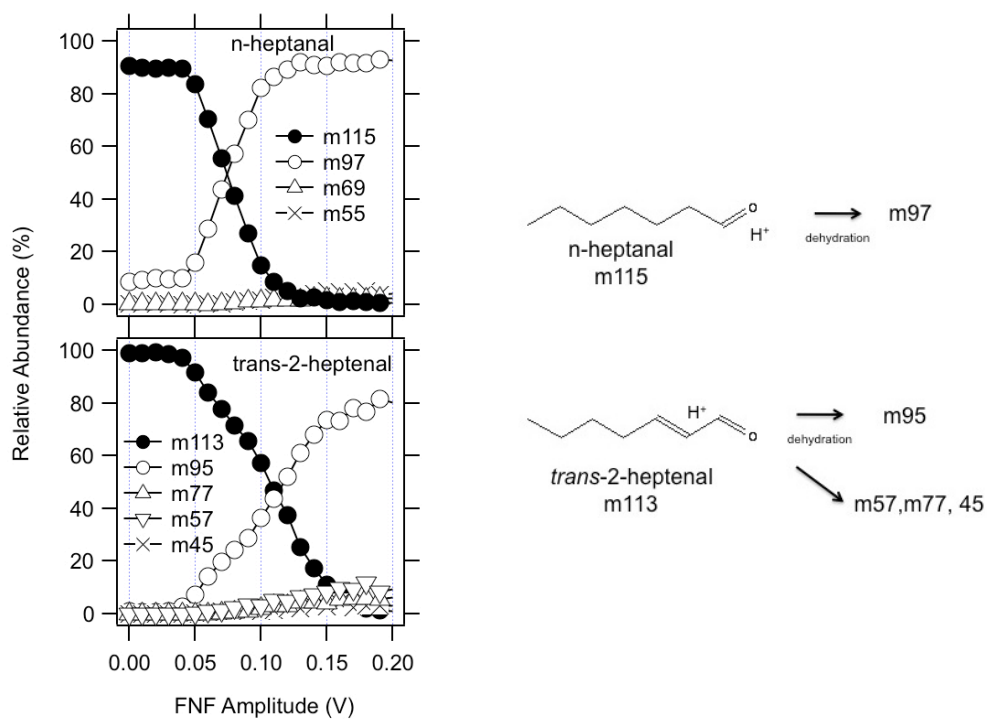 Relative Abundance (%)
100
80
60
40
20
0
n-heptanal
m115
m97
m69
m55
100
80
60
40
20
0
trans-2-heptenal
m113
m95
m77
m57
m45
0.00 0.05 0.10 0.15 0.20
FNF Amplitude (V)
o
H⁺
n-heptanal
m115
dehydration
m97
H⁺
o
trans-2-heptenal
m113
dehydration
m95
m57,m77, 45